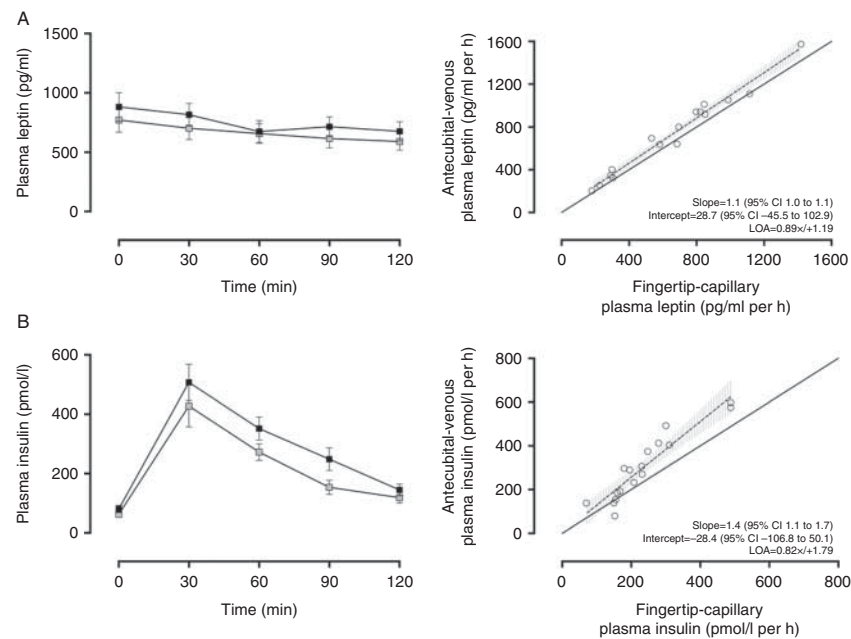 A
Plasma leptin (pg/ml)
1500
1000
500
0
0 30 60 90 120
Time (min)
Antecubital-venous
plasma leptin (pg/ml per h)
1600
1200
800
400
0
Slope=1.1 (95% CI 1.0 to 1.1)
Intercept=28.7 (95% CI −45.5 to 102.9)
LOA=0.89×/+1.19
0 400 800 1200 1600
Fingertip-capillary
plasma leptin (pg/ml per h)
B
Plasma insulin (pmol/l)
600
400
200
0
0 30 60 90 120
Time (min)
Antecubital-venous
plasma insulin (pmol/l per h)
800
600
400
200
0
Slope=1.4 (95% CI 1.1 to 1.7)
Intercept=−28.4 (95% CI −106.8 to 50.1)
LOA=0.82×/+1.79
0 200 400 600 800
Fingertip-capillary
plasma insulin (pmol/l per h)